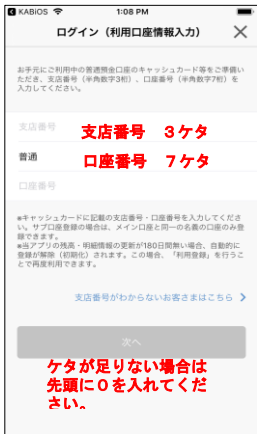 KABiOS 1:08 PM
ログイン（利用口座情報入力）
お手元にご利用中の普通預金口座のキャッシュカード等をご準備い
ただき、支店番号（半角数字3桁）、口座番号（半角数字7桁）を
入力してください。
支店番号 支店番号　３ケタ
普通 口座番号　７ケタ
口座番号
※キャッシュカードに記載の支店番号・口座番号を入力してくださ
い。サブ口座登録の場合は、メイン口座と同一の名義の口座のみ登
録できます。
※当アプリの残高・明細情報の更新が180日間無い場合、自動的に
登録が解除（初期化）されます。この場合、「利用登録」を行うこ
とで再度利用できます。
支店番号がわからないお客さまはこちら
次へ
ケタが足りない場合は
先頭に０を入れてくだ
さい。